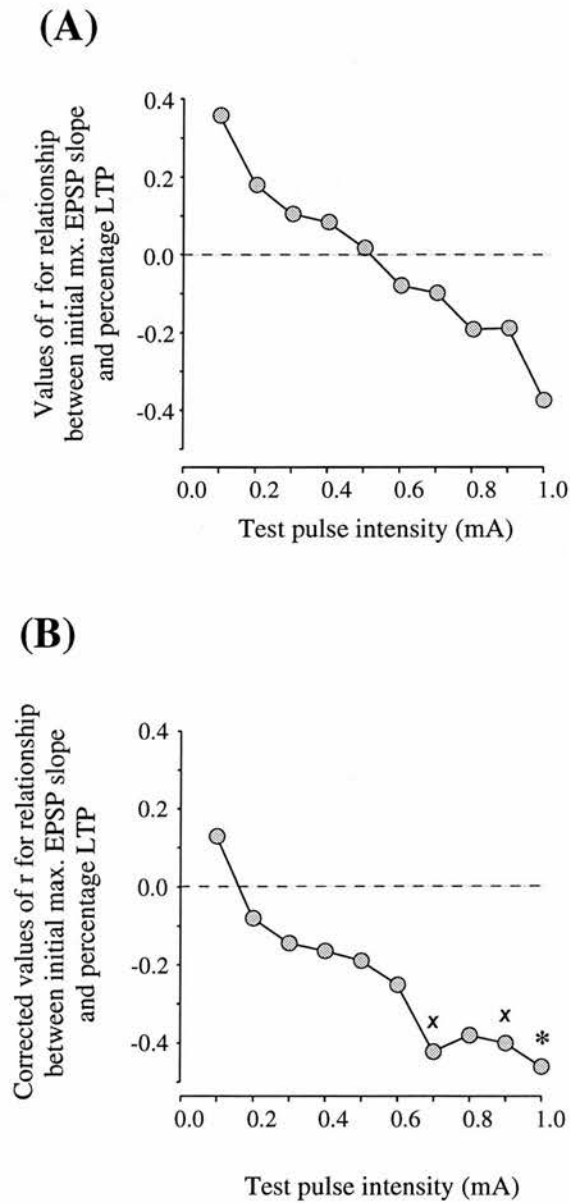 (A)
Values of r for relationship
between initial mx. EPSP slope
and percentage LTP
0.4
0.2
0.0
-0.2
-0.4
0.0 0.2 0.4 0.6 0.8 1.0
Test pulse intensity (mA)
(B)
Corrected values of r for relationship
between initial max. EPSP slope
and percentage LTP
0.4
0.2
0.0
-0.2
-0.4
x x *
0.0 0.2 0.4 0.6 0.8 1.0
Test pulse intensity (mA)